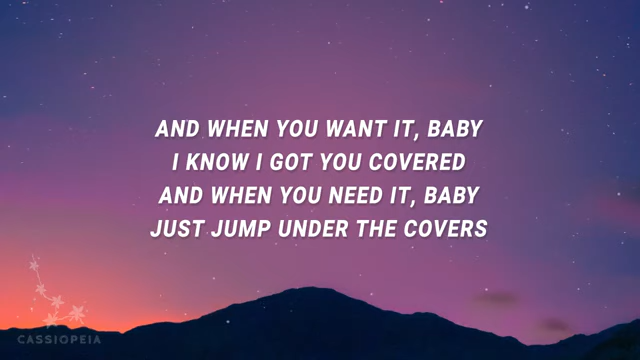 AND WHEN YOU WANT IT, BABY
I KNOW I GOT YOU COVERED
AND WHEN YOU NEED IT, BABY
JUST JUMP UNDER THE COVERS
CASSIOPEIA